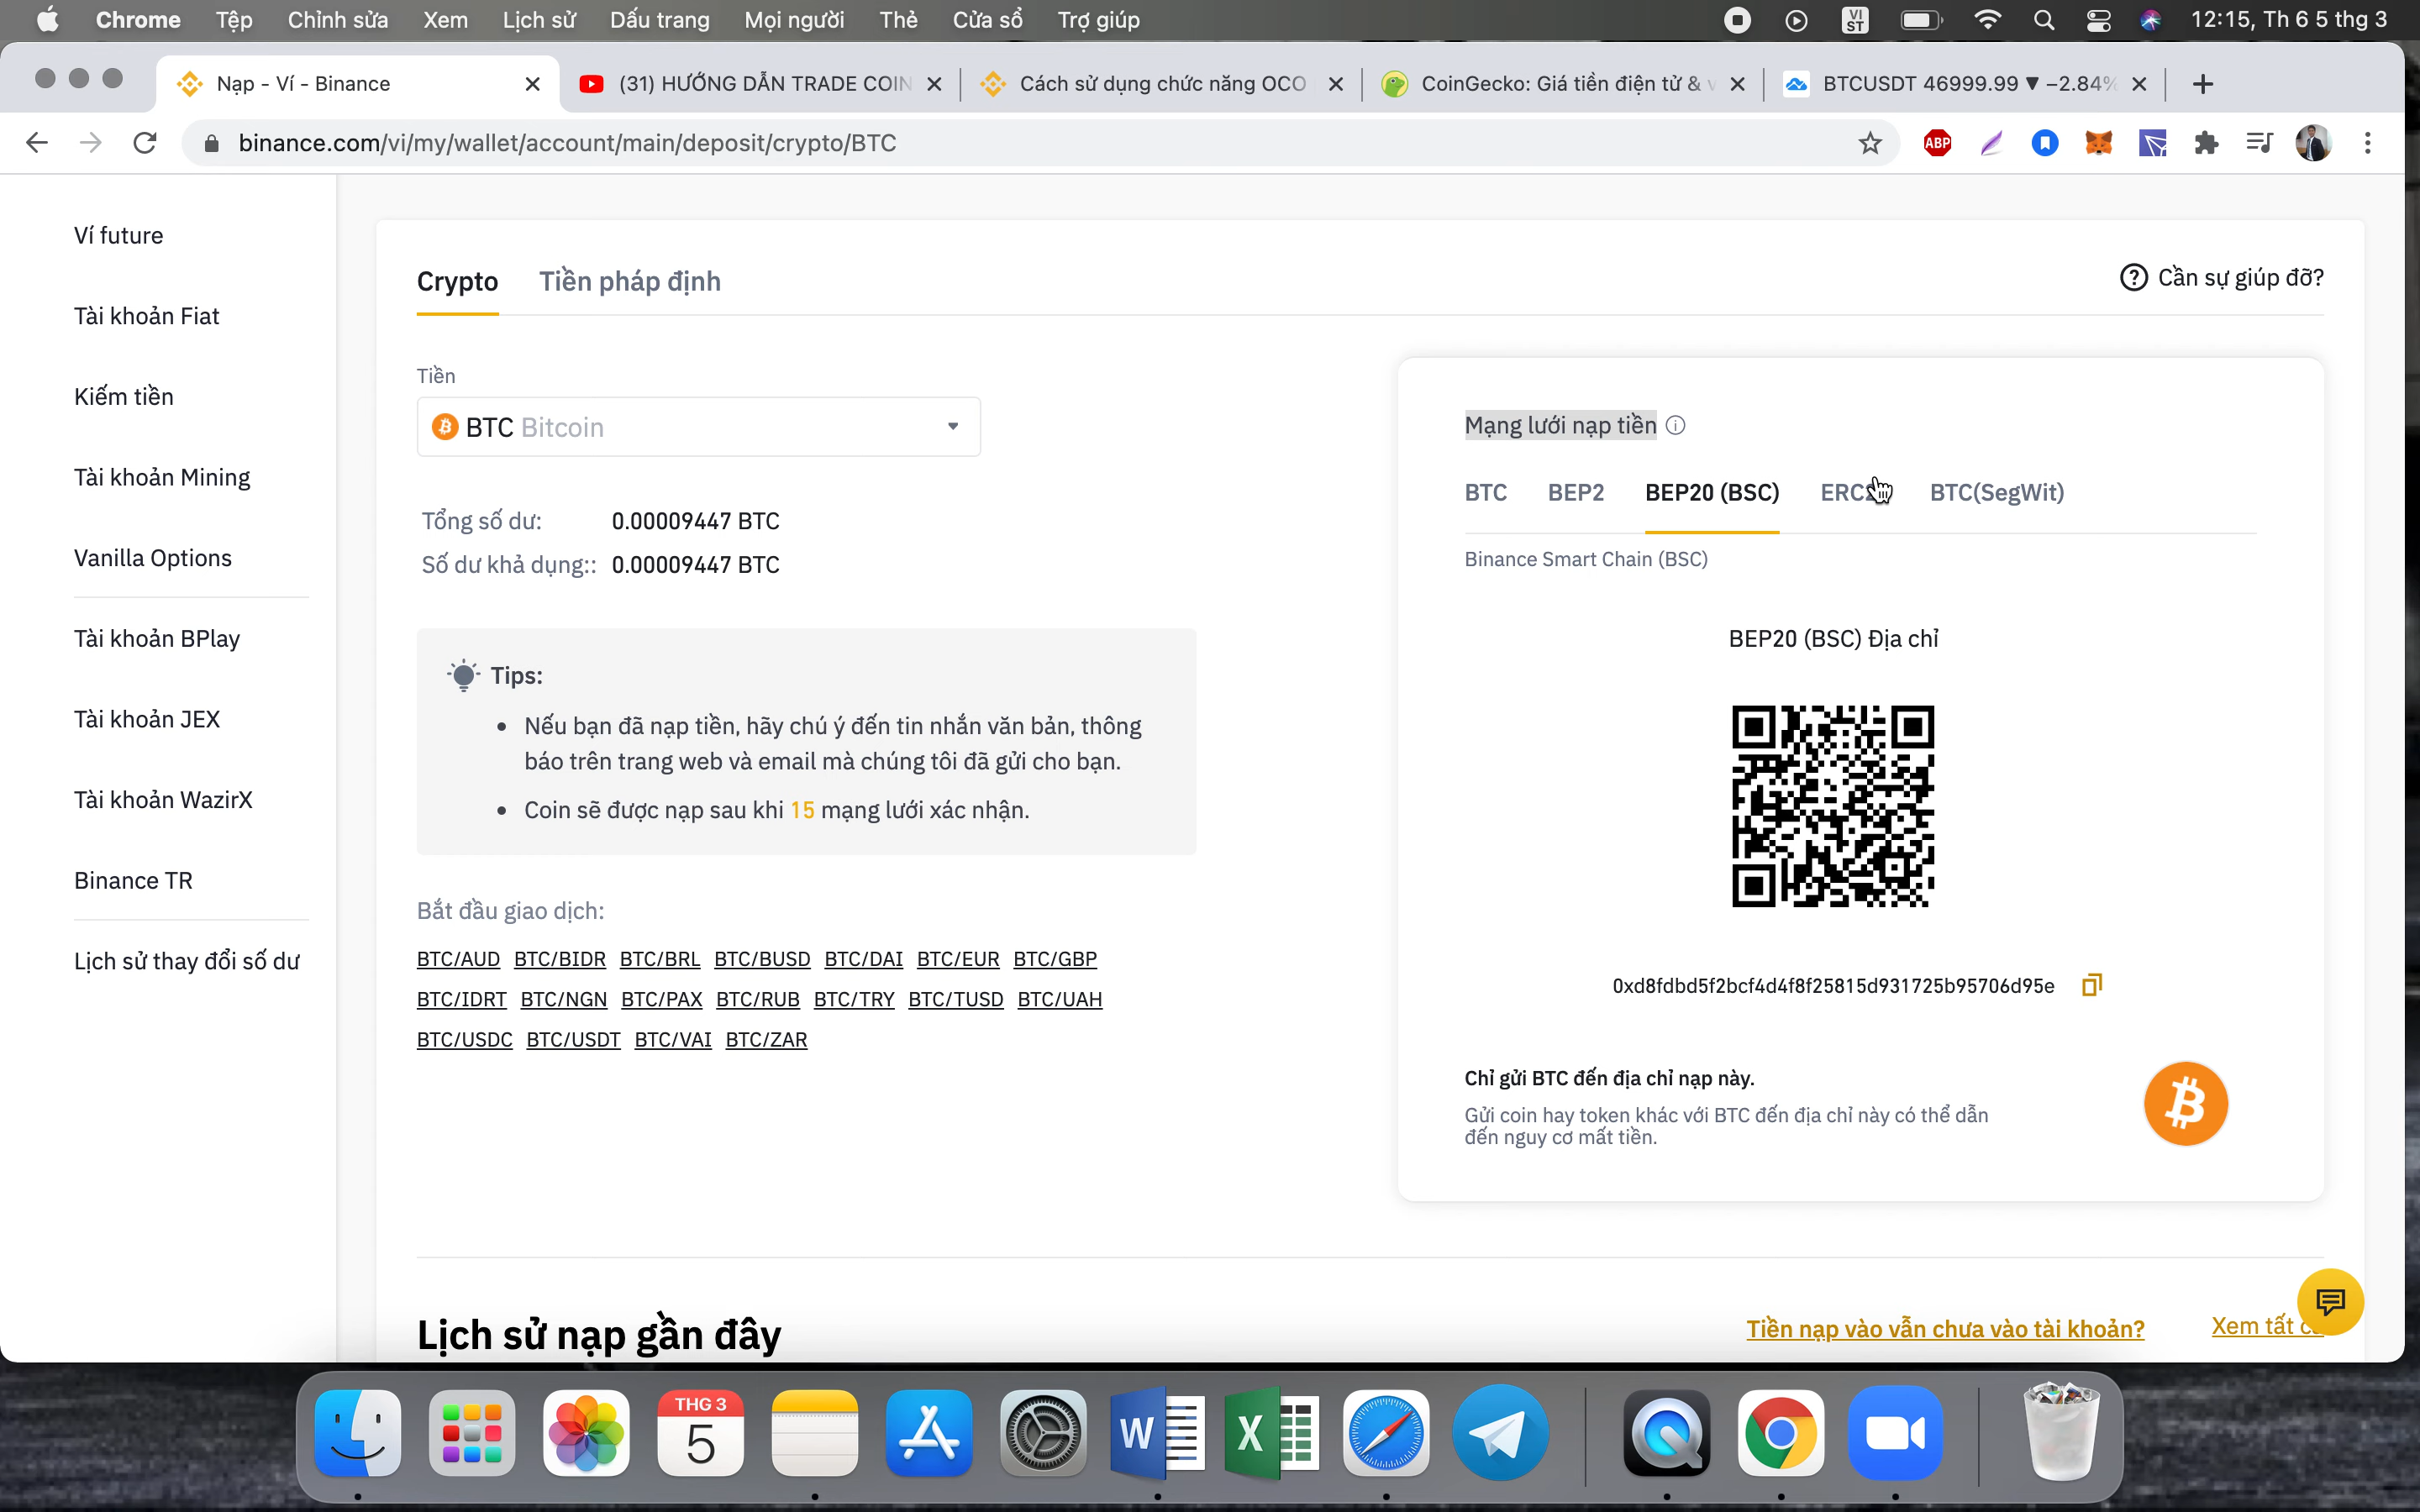 Chrome Tệp Chỉnh sửa Xem Lịch sử Dấu trang Mọi người Thẻ Cửa sổ Trợ giúp VI ST 12:15, Th 6 5 thg 3
Nạp - Ví - Binance (31) HƯỚNG DẪN TRADE COIN Cách sử dụng chức năng OCO CoinGecko: Giá tiền điện tử & BTCUSDT 46999.99 ▼ −2.84%
binance.com/vi/my/wallet/account/main/deposit/crypto/BTC ABP
Ví future
Tài khoản Fiat
Kiếm tiền
Tài khoản Mining
Vanilla Options
Tài khoản BPlay
Tài khoản JEX
Tài khoản WazirX
Binance TR
Lịch sử thay đổi số dư
Crypto Tiền pháp định
Cần sự giúp đỡ?
Tiền
BTC Bitcoin
Tổng số dư: 0.00009447 BTC
Số dư khả dụng:: 0.00009447 BTC
Tips:
• Nếu bạn đã nạp tiền, hãy chú ý đến tin nhắn văn bản, thông
báo trên trang web và email mà chúng tôi đã gửi cho bạn.
• Coin sẽ được nạp sau khi 15 mạng lưới xác nhận.
Bắt đầu giao dịch:
BTC/AUD BTC/BIDR BTC/BRL BTC/BUSD BTC/DAI BTC/EUR BTC/GBP
BTC/IDRT BTC/NGN BTC/PAX BTC/RUB BTC/TRY BTC/TUSD BTC/UAH
BTC/USDC BTC/USDT BTC/VAI BTC/ZAR
Mạng lưới nạp tiền
BTC BEP2 BEP20 (BSC) BTC(SegWit)
Binance Smart Chain (BSC)
BEP20 (BSC) Địa chỉ
0xd8fdbd5f2bcf4d4f8f25815d931725b95706d95e
Chỉ gửi BTC đến địa chỉ nạp này.
Gửi coin hay token khác với BTC đến địa chỉ này có thể dẫn
đến nguy cơ mất tiền.
Lịch sử nạp gần đây
Tiền nạp vào vẫn chưa vào tài khoản? Xem tất
THG 3
5
W
X